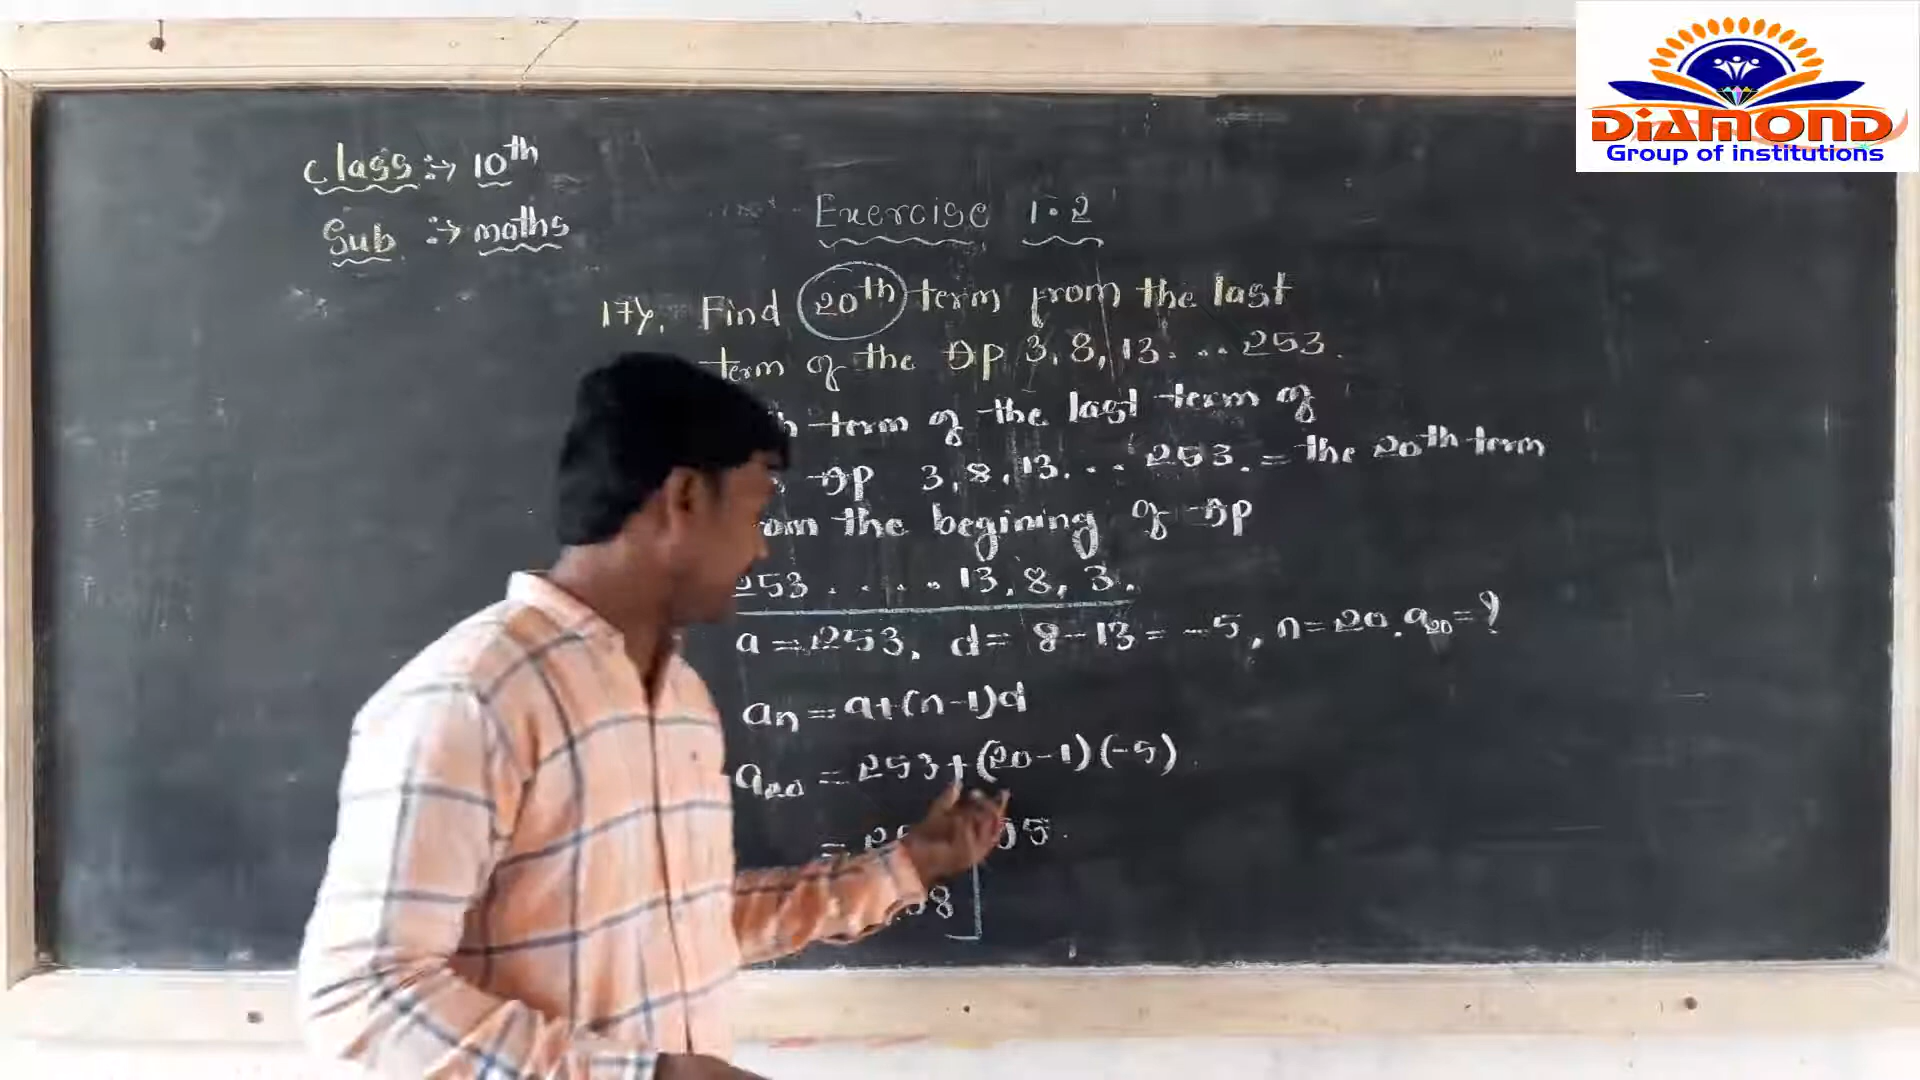 DiAMOND
Group of institutions
class :→ 10th
Sub :→ maths
Exercise 1.2
17y. Find 20th term from the last
term of the AP 3, 8, 13. .. 253.
term of the last term of
AP 3, 8, 13. .. 253. = the 20th term
the begining of AP
253 . . . . 13, 8, 3.
a = 253, d = 8-13 = -5, n = 20. a20 = ?
an = a+(n-1)d
a20 = 253+(20-1)(-5)